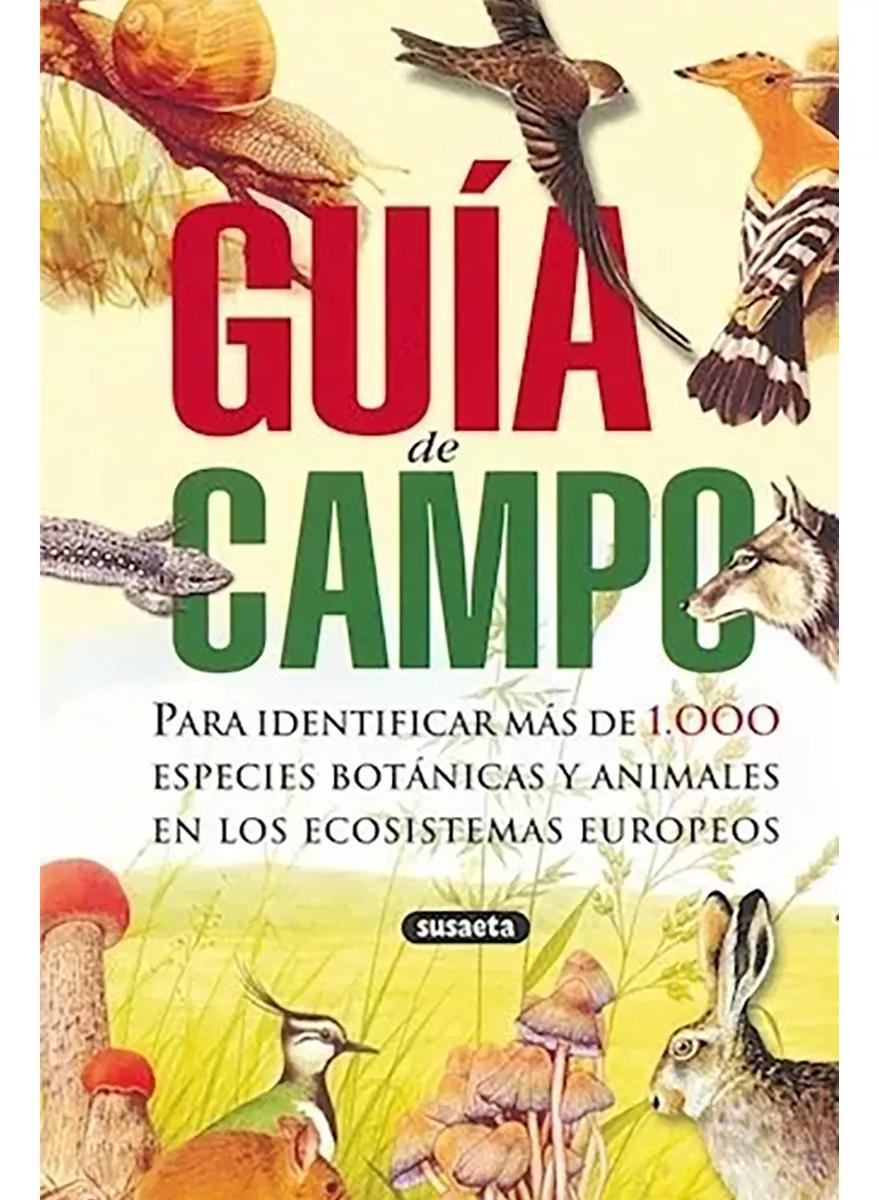 GUÍA
de
CAMPO
PARA IDENTIFICAR MÁS DE 1.000
ESPECIES BOTÁNICAS Y ANIMALES
EN LOS ECOSISTEMAS EUROPEOS
susaeta